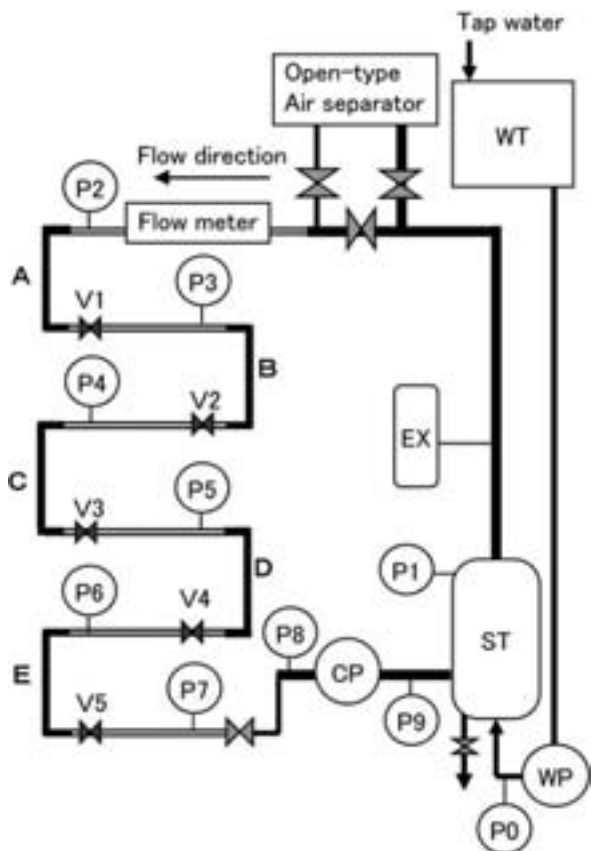 Tap water
Open-type
Air separator
WT
Flow direction
P2
Flow meter
A
P3
V1
B
P4
V2
EX
C
P5
V3
D
P1
P6
V4
ST
P8
E
CP
P7
V5
P9
WP
P0